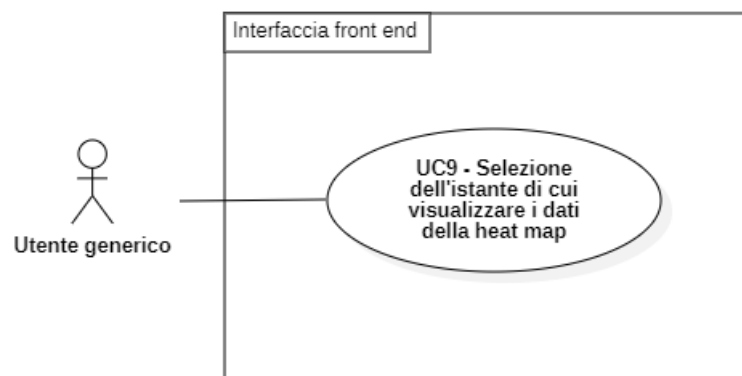 Interfaccia front end
UC9 - Selezione
dell'istante di cui
visualizzare i dati
della heat map
Utente generico